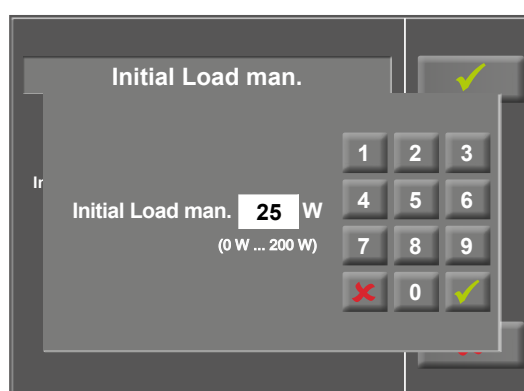 Initial Load man.
1 2 3
In
Initial Load man. 25 W
4 5 6
(0 W ... 200 W)
7 8 9
0